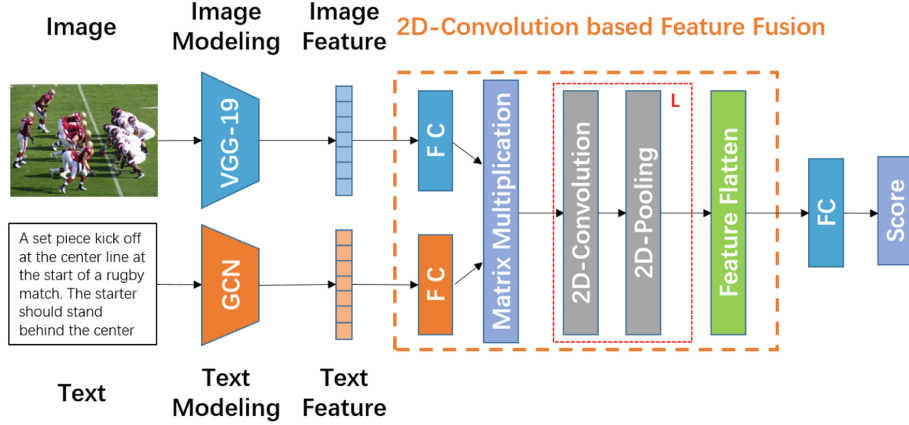 Image
Image
Modeling
Image
Feature
2D-Convolution based Feature Fusion
VGG-19
F C
Matrix Multiplication
2D-Convolution
2D-Pooling
L
Feature Flatten
FC
Score
A set piece kick off
at the center line at
the start of a rugby
match. The starter
should stand
behind the center
GCN
F C
Text
Text
Modeling
Text
Feature